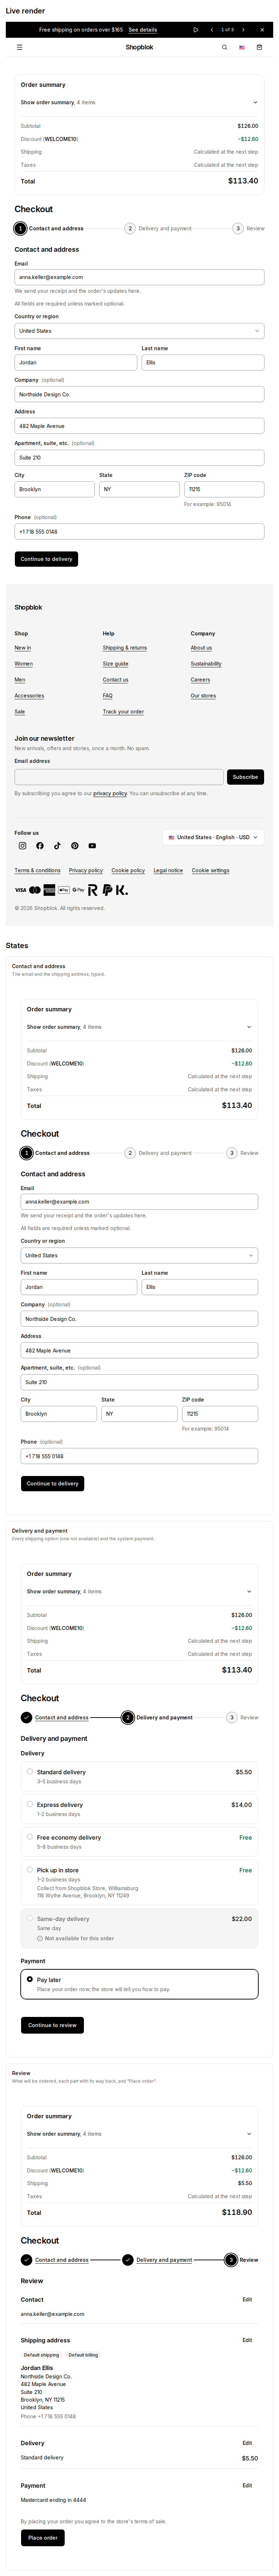 Live render
Free shipping on orders over $165 See details 1 of 3
Shopblok
Order summary
Show order summary, 4 items
Subtotal $126.00
Discount (WELCOME10) −$12.60
Shipping Calculated at the next step
Taxes Calculated at the next step
Total $113.40
Checkout
1 Contact and address 2 Delivery and payment 3 Review
Contact and address
Email
anna.keller@example.com
We send your receipt and the order's updates here.
All fields are required unless marked optional.
Country or region
United States
First name Last name
Jordan Ellis
Company (optional)
Northside Design Co.
Address
482 Maple Avenue
Apartment, suite, etc. (optional)
Suite 210
City State ZIP code
Brooklyn NY 11215
For example: 95014
Phone (optional)
+1 718 555 0148
Continue to delivery
Shopblok
Shop Help Company
New in Shipping & returns About us
Women Size guide Sustainability
Men Contact us Careers
Accessories FAQ Our stores
Sale Track your order
Join our newsletter
New arrivals, offers and stories, once a month. No spam.
Email address
Subscribe
By subscribing you agree to our privacy policy. You can unsubscribe at any time.
Follow us
United States · English · USD
Terms & conditions Privacy policy Cookie policy Legal notice Cookie settings
VISA Pay G Pay K.
© 2026 Shopblok. All rights reserved.
States
Contact and address
The email and the shipping address, typed.
Order summary
Show order summary, 4 items
Subtotal $126.00
Discount (WELCOME10) −$12.60
Shipping Calculated at the next step
Taxes Calculated at the next step
Total $113.40
Checkout
1 Contact and address 2 Delivery and payment 3 Review
Contact and address
Email
anna.keller@example.com
We send your receipt and the order's updates here.
All fields are required unless marked optional.
Country or region
United States
First name Last name
Jordan Ellis
Company (optional)
Northside Design Co.
Address
482 Maple Avenue
Apartment, suite, etc. (optional)
Suite 210
City State ZIP code
Brooklyn NY 11215
For example: 95014
Phone (optional)
+1 718 555 0148
Continue to delivery
Delivery and payment
Every shipping option (one not available) and the system payment.
Order summary
Show order summary, 4 items
Subtotal $126.00
Discount (WELCOME10) −$12.60
Shipping Calculated at the next step
Taxes Calculated at the next step
Total $113.40
Checkout
Contact and address 2 Delivery and payment 3 Review
Delivery and payment
Delivery
Standard delivery $5.50
3–5 business days
Express delivery $14.00
1–2 business days
Free economy delivery Free
5–8 business days
Pick up in store Free
1–2 business days
Collect from Shopblok Store, Williamsburg
118 Wythe Avenue, Brooklyn, NY 11249
Same-day delivery $22.00
Same day
Not available for this order
Payment
Pay later
Place your order now; the store will tell you how to pay.
Continue to review
Review
What will be ordered, each part with its way back, and "Place order".
Order summary
Show order summary, 4 items
Subtotal $126.00
Discount (WELCOME10) −$12.60
Shipping $5.50
Taxes Calculated at the next step
Total $118.90
Checkout
Contact and address Delivery and payment 3 Review
Review
Contact Edit
anna.keller@example.com
Shipping address Edit
Default shipping Default billing
Jordan Ellis
Northside Design Co.
482 Maple Avenue
Suite 210
Brooklyn, NY 11215
United States
Phone +1 718 555 0148
Delivery Edit
Standard delivery $5.50
Payment Edit
Mastercard ending in 4444
By placing your order you agree to the store's terms of sale.
Place order